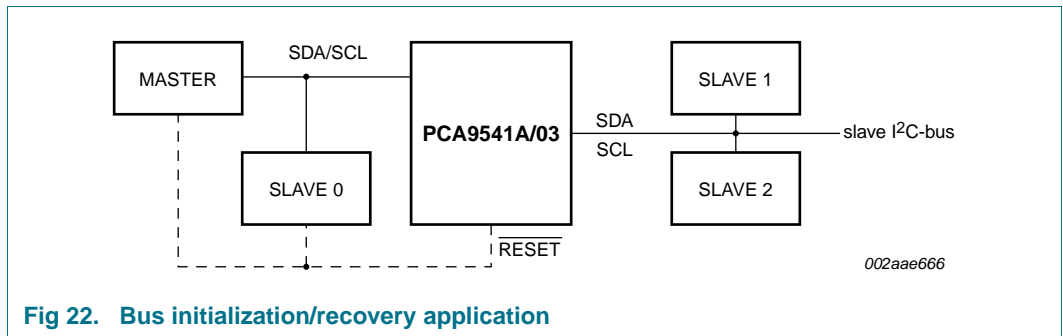 SDA/SCL
MASTER
SLAVE 1
PCA9541A/03
SDA
SCL
slave I²C-bus
SLAVE 0
SLAVE 2
RESET
002aae666
Fig 22. Bus initialization/recovery application